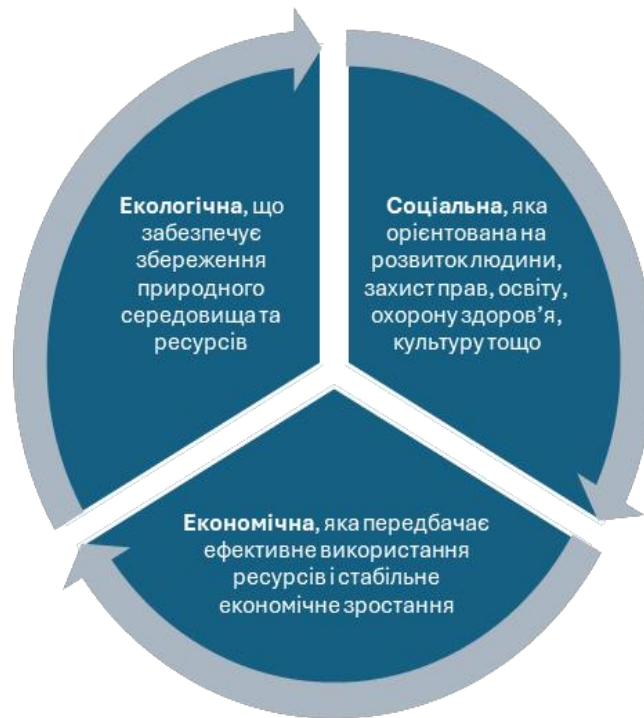 Екологічна, що
забезпечує
збереження
природного
середовища та
ресурсів
Соціальна, яка
орієнтована на
розвиток людини,
захист прав, освіту,
охорону здоров’я,
культуру тощо
Економічна, яка передбачає
ефективне використання
ресурсів і стабільне
економічне зростання